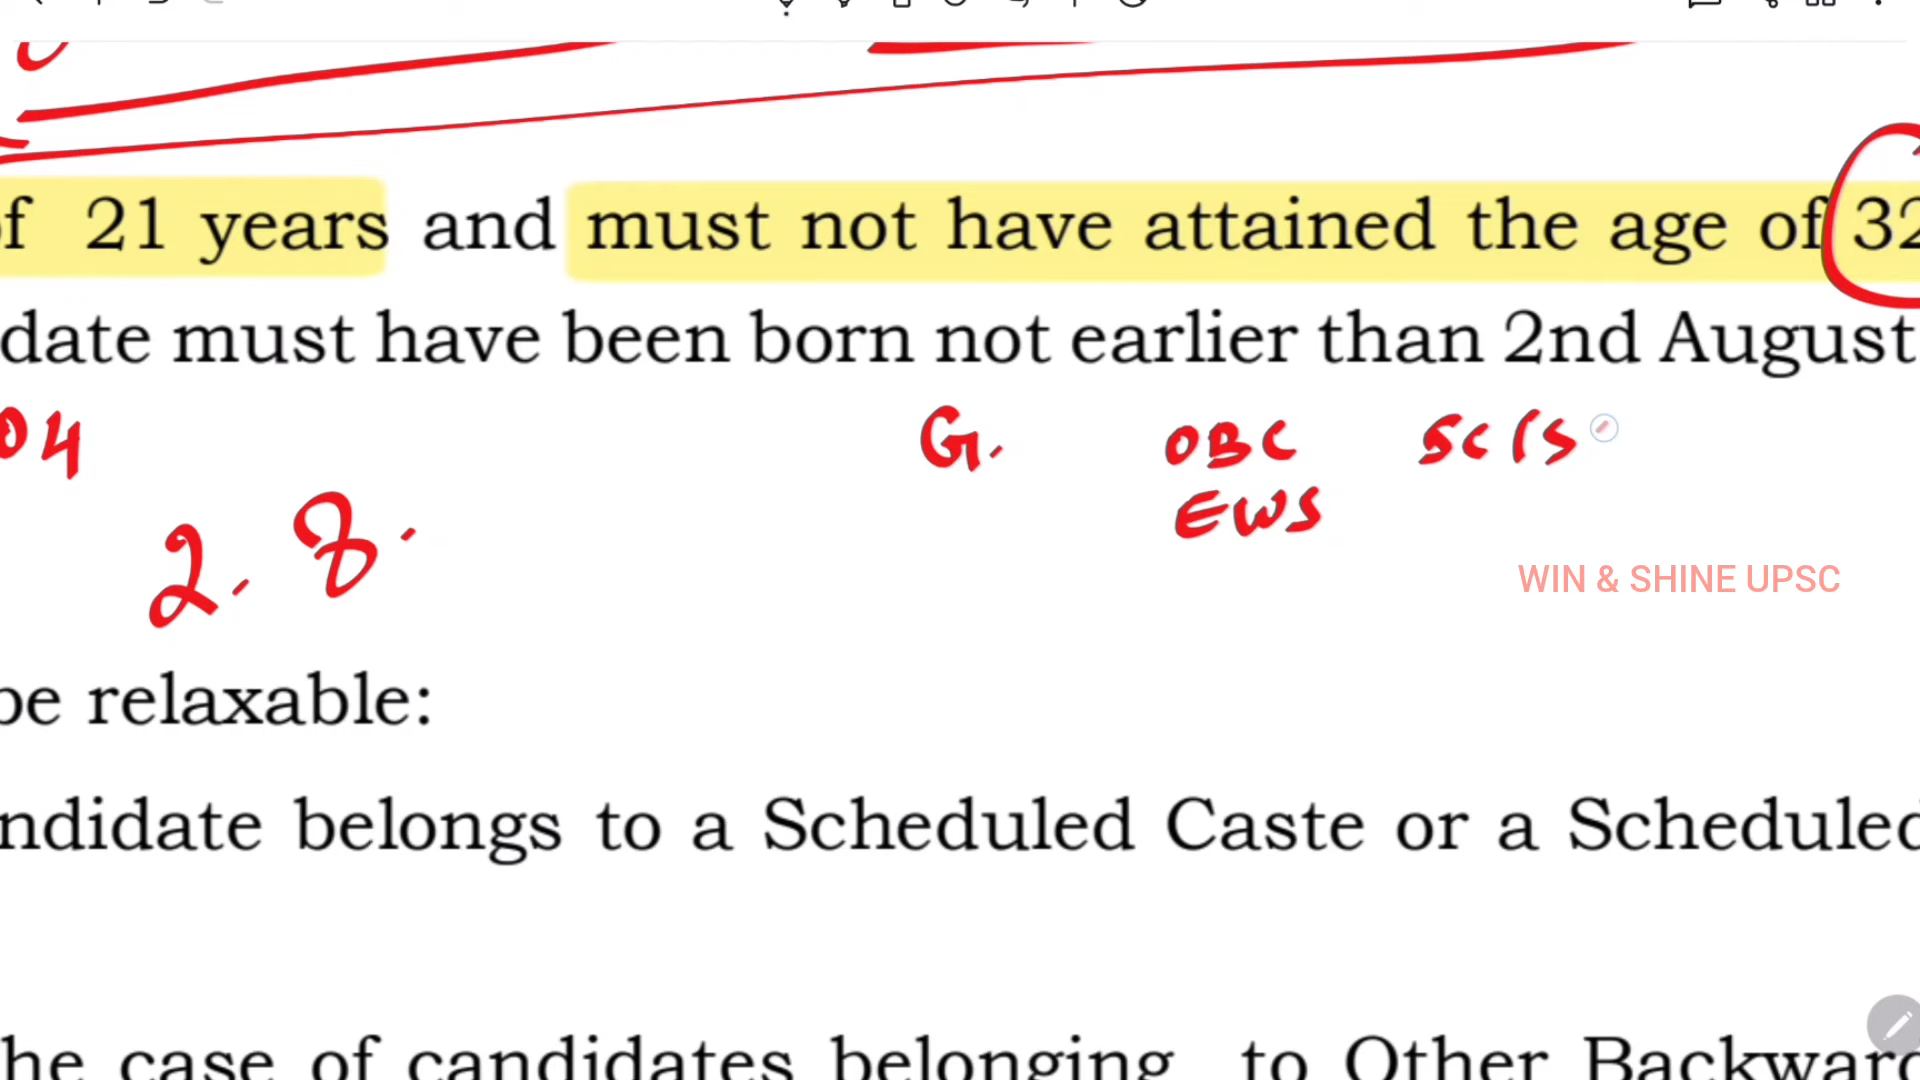 of 21 years and must not have attained the age of 32
date must have been born not earlier than 2nd August
04 G. OBC SC/S
EWS
2. 8.
WIN & SHINE UPSC
be relaxable:
ndidate belongs to a Scheduled Caste or a Scheduled
he case of candidates belonging to Other Backward